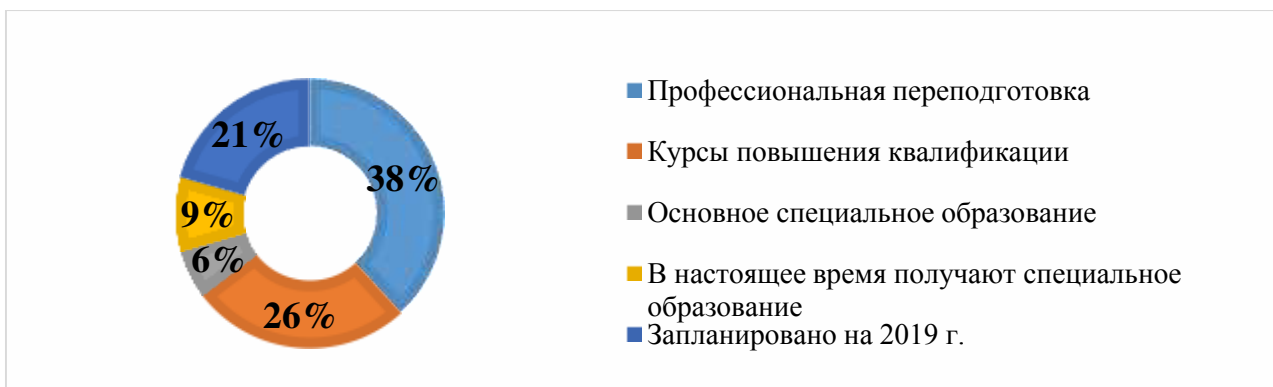 21%
38%
9%
6%
26%
Профессиональная переподготовка
Курсы повышения квалификации
Основное специальное образование
В настоящее время получают специальное
образование
Запланировано на 2019 г.